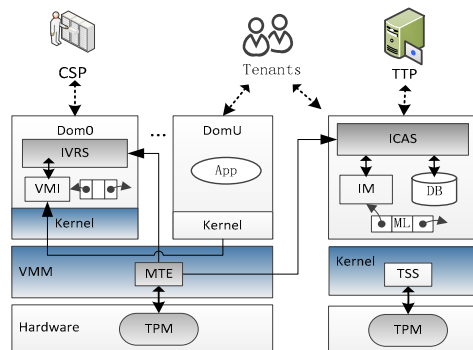 CSP
Tenants
TTP
Dom0
...
DomU
IVRS
ICAS
VMI
App
IM
DB
ML
Kernel
Kernel
VMM
MTE
Kernel
TSS
Hardware
TPM
TPM